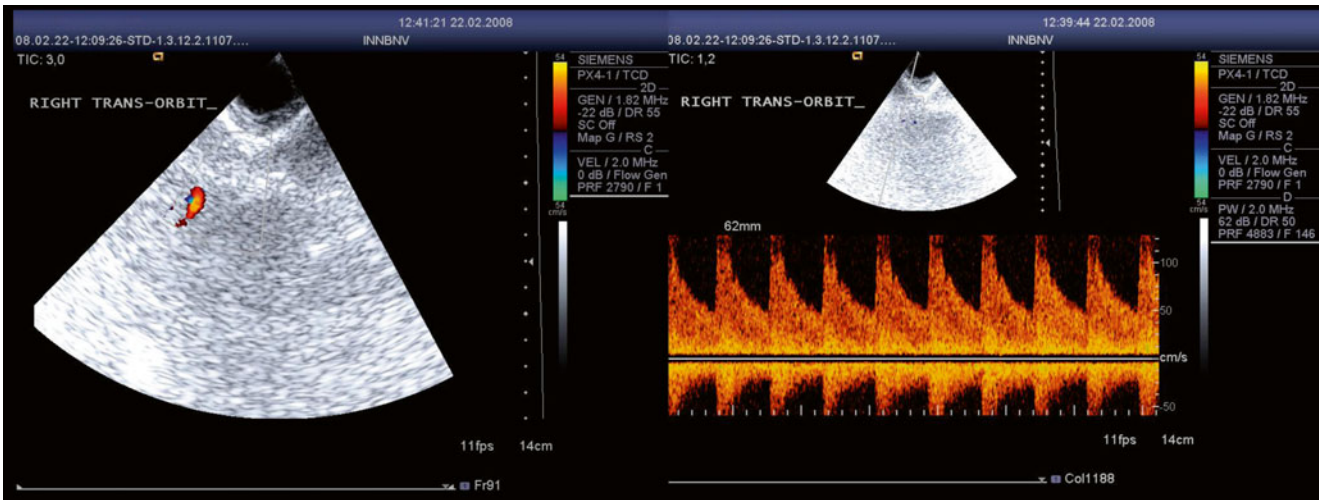 12:41:21 22.02.2008
08.02.22-12:09:26-STD-1.3.12.2.1107....
INNBNV
TIC: 3,0
RIGHT TRANS-ORBIT_
54
54
cm/s
SIEMENS
PX4-1 / TCD
2D
GEN / 1.82 MHz
-22 dB / DR 55
SC Off
Map G / RS 2
C
VEL / 2.0 MHz
0 dB / Flow Gen
PRF 2790 / F 1
11fps 14cm
Fr91
12:39:44 22.02.2008
08.02.22-12:09:26-STD-1.3.12.2.1107....
INNBNV
TIC: 1,2
RIGHT TRANS-ORBIT_
54
54
cm/s
SIEMENS
PX4-1 / TCD
2D
GEN / 1.82 MHz
-22 dB / DR 55
SC Off
Map G / RS 2
C
VEL / 2.0 MHz
0 dB / Flow Gen
PRF 2790 / F 1
D
PW / 2.0 MHz
62 dB / DR 50
PRF 4883 / F 146
62mm
-100
-50
-cm/s
-50
11fps 14cm
Col1188